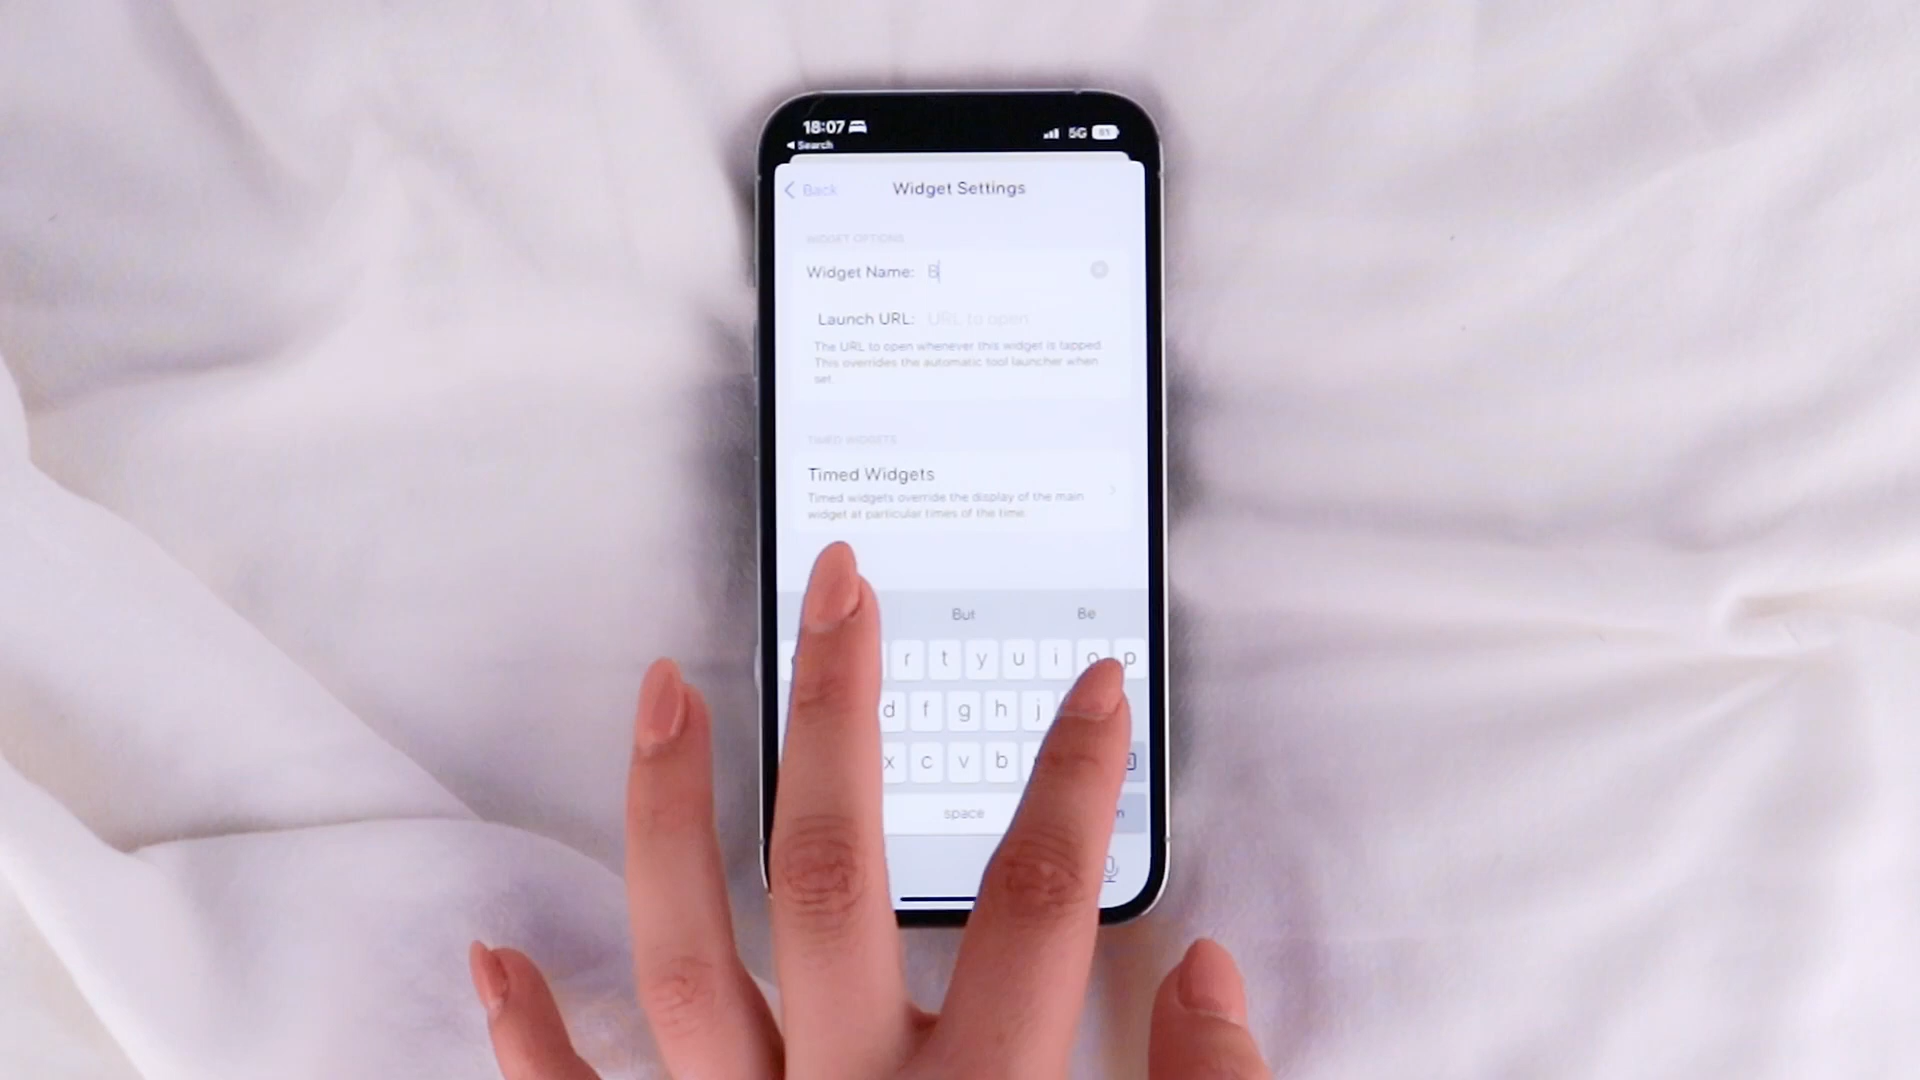 18:07
5G 81
Search
Back
Widget Settings
WIDGET OPTIONS
Widget Name: B
Launch URL: URL to open
The URL to open whenever this widget is tapped.
This overrides the automatic tool launcher when
set.
TIMED WIDGETS
Timed Widgets
Timed widgets override the display of the main
widget at particular times of the time.
But Be
r t y u i o p
d f g h j
x c v b
space